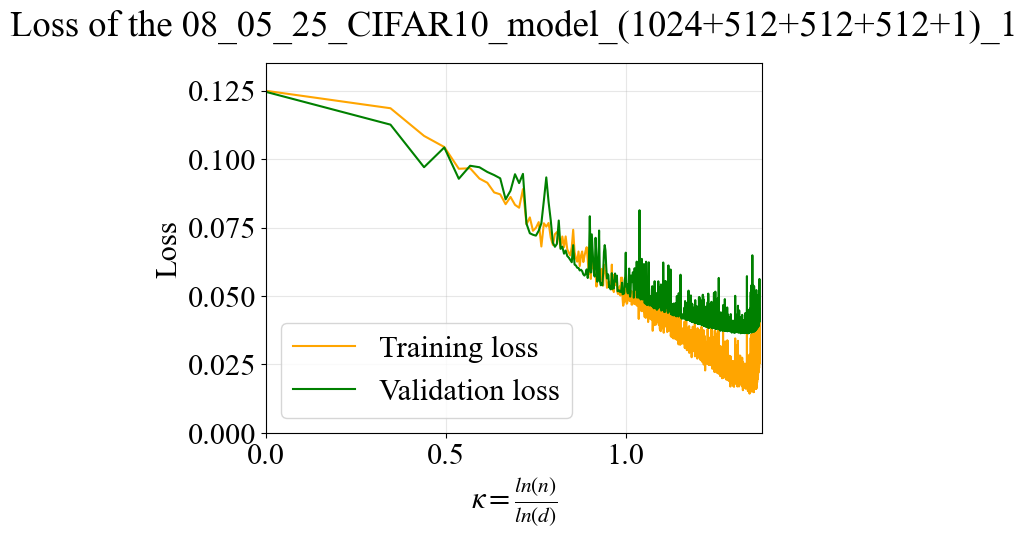 Loss of the 08_05_25_CIFAR10_model_(1024+512+512+512+1)_1
0.125
0.100
0.075
0.050
0.025
0.000
Loss
Training loss
Validation loss
0.0 0.5 1.0
κ = ln(n)/ln(d)